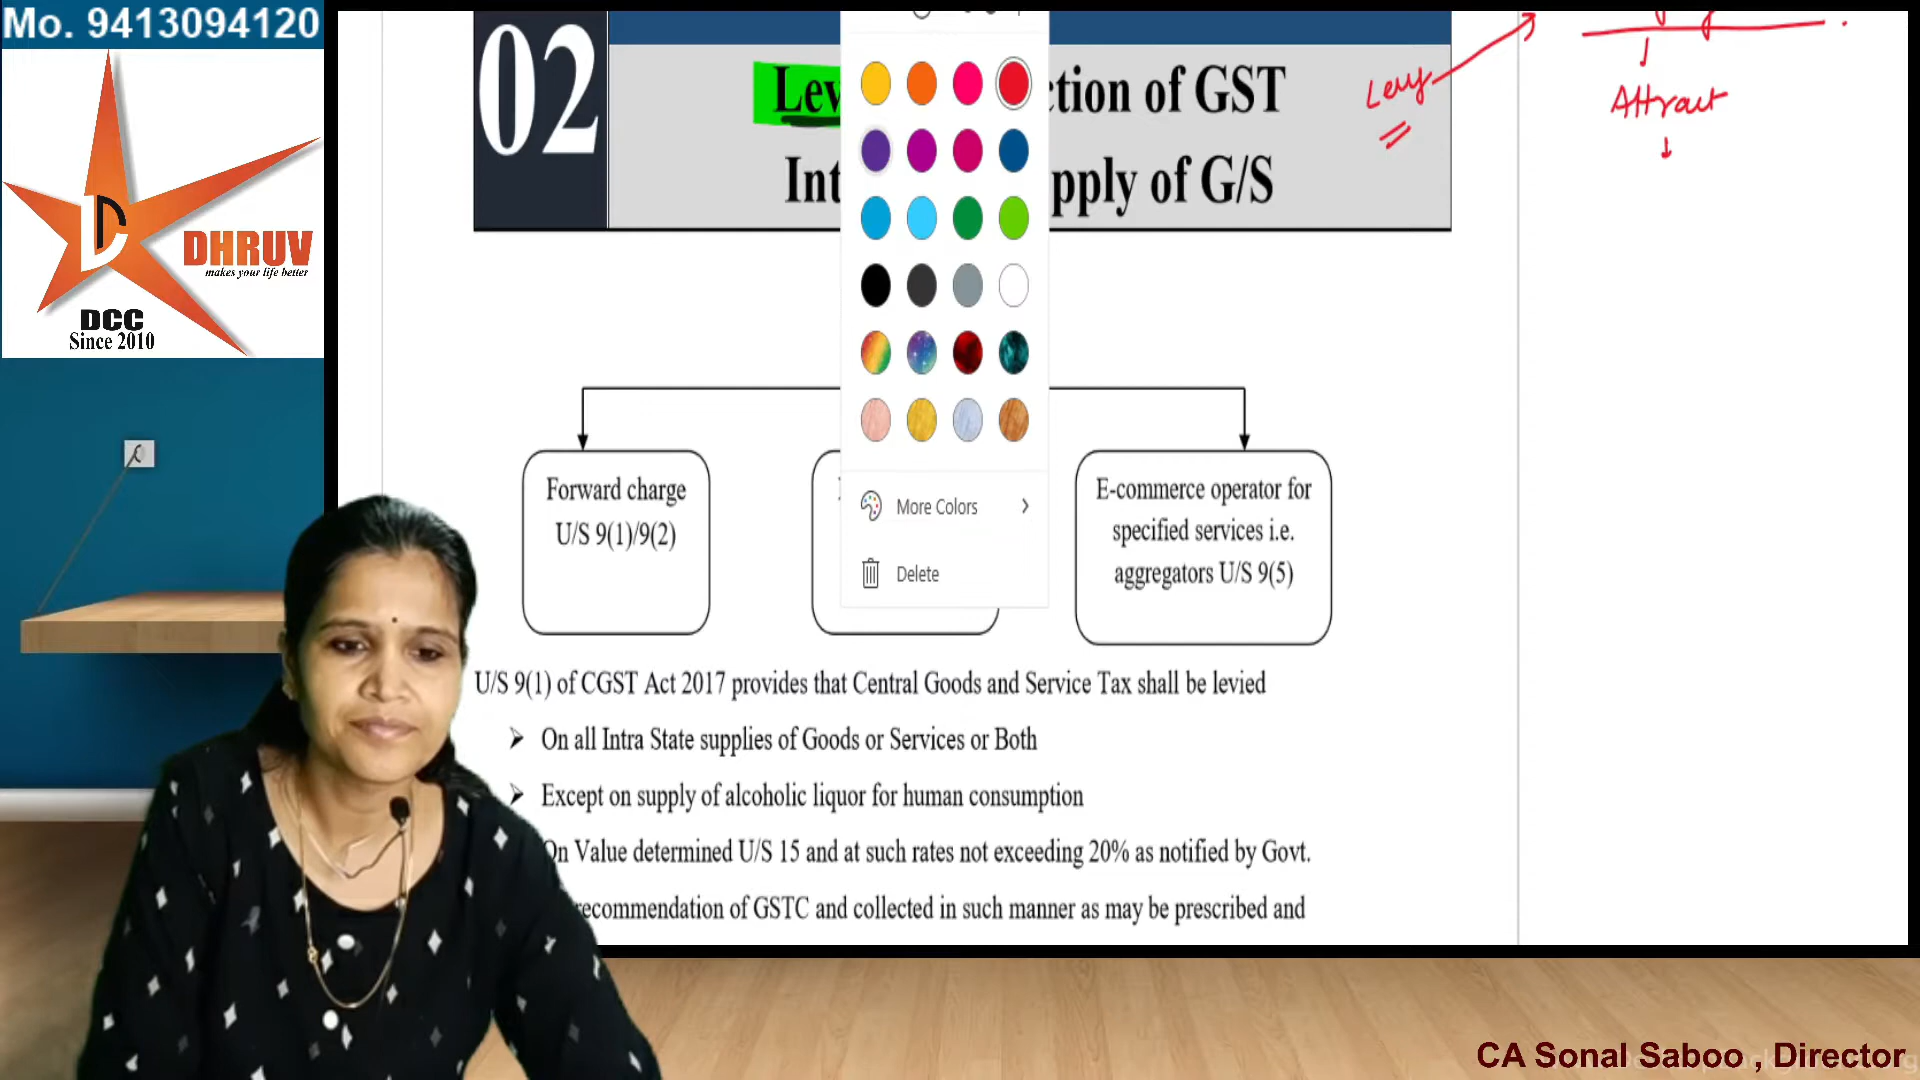 Mo. 9413094120
DHRUV
makes your life better
DCC
Since 2010
02
Lev ction of GST
Int pply of G/S
Levy
Attract
Forward charge
U/S 9(1)/9(2)
E-commerce operator for
specified services i.e.
aggregators U/S 9(5)
More Colors
Delete
U/S 9(1) of CGST Act 2017 provides that Central Goods and Service Tax shall be levied
➢ On all Intra State supplies of Goods or Services or Both
➢ Except on supply of alcoholic liquor for human consumption
On Value determined U/S 15 and at such rates not exceeding 20% as notified by Govt.
recommendation of GSTC and collected in such manner as may be prescribed and
CA Sonal Saboo , Director